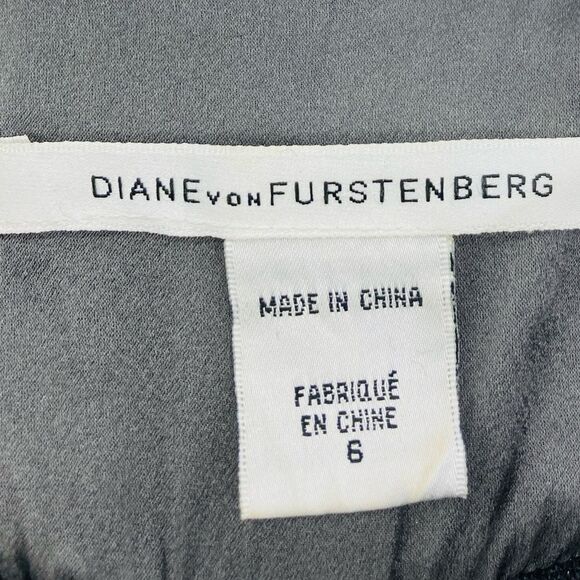 DIANE VON FURSTENBERG
MADE IN CHINA
FABRIQUÉ
EN CHINE
6